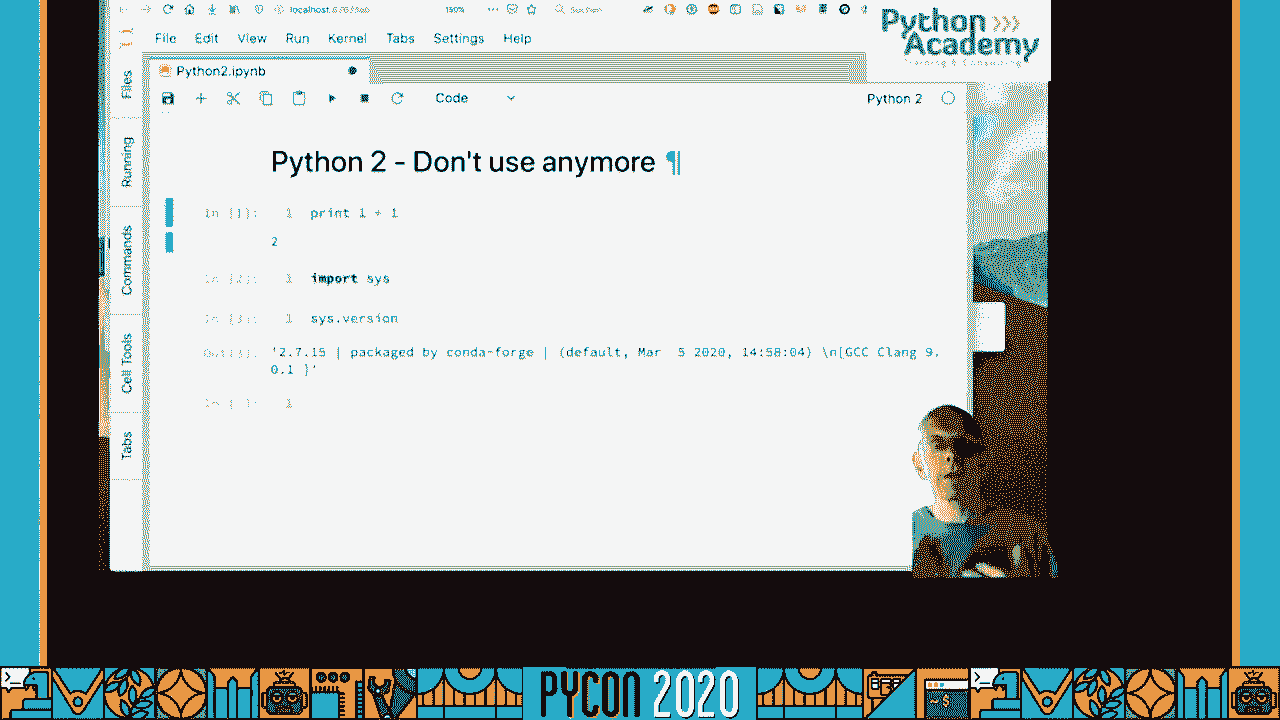 localhost
150%
Suchen
Python
Academy
Training & Consulting
File Edit View Run Kernel Tabs Settings Help
Python2.ipynb
Code
Python 2
Files
Running
Commands
Cell Tools
Tabs
Python 2 - Don't use anymore ¶
In [1]: 1 print 1 + 1
2
In [2]: 1 import sys
In [3]: 1 sys.version
Out[3]: '2.7.15 | packaged by conda-forge | (default, Mar 5 2020, 14:58:04) \n[GCC Clang 9.
0.1 ]'
In [ ]: 1
PYCON 2020